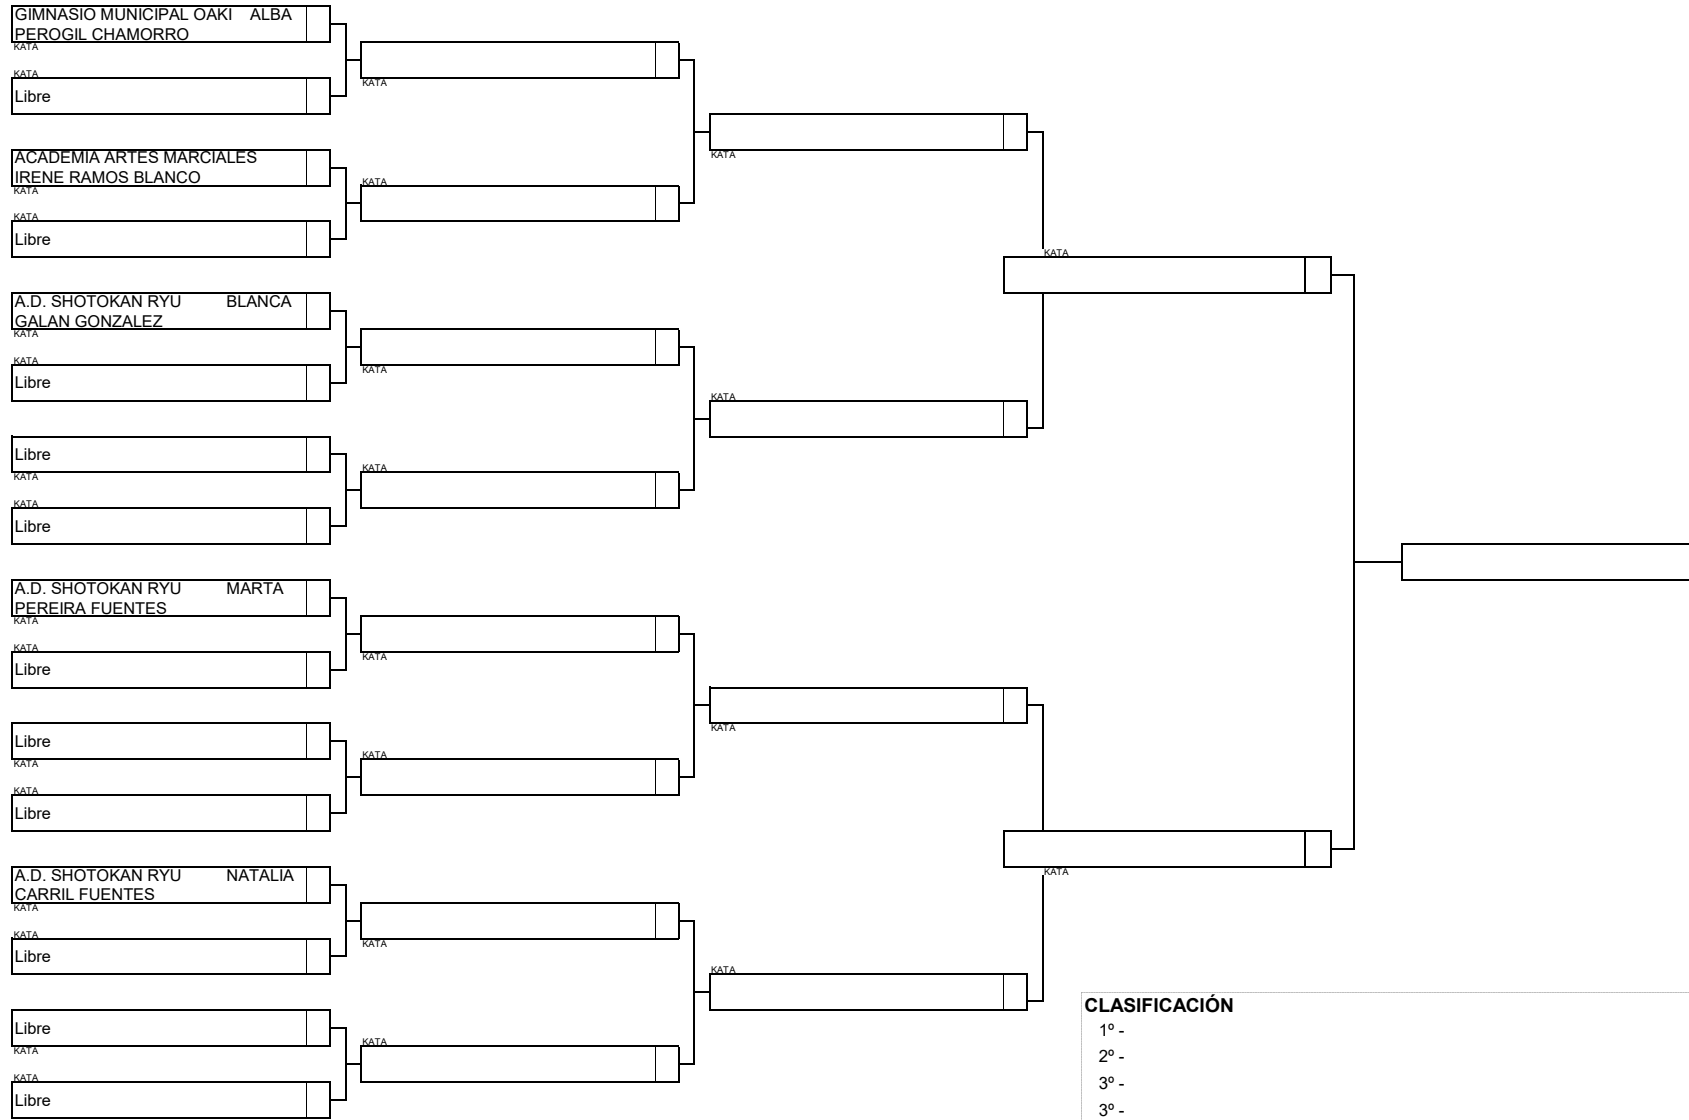 GIMNASIO MUNICIPAL OAKI ALBA
PEROGIL CHAMORRO
KATA
KATA
Libre
ACADEMIA ARTES MARCIALES
IRENE RAMOS BLANCO
KATA
KATA
Libre
A.D. SHOTOKAN RYU BLANCA
GALAN GONZALEZ
KATA
KATA
Libre
Libre
KATA
KATA
Libre
A.D. SHOTOKAN RYU MARTA
PEREIRA FUENTES
KATA
KATA
Libre
Libre
KATA
KATA
Libre
A.D. SHOTOKAN RYU NATALIA
CARRIL FUENTES
KATA
KATA
Libre
Libre
KATA
KATA
Libre
KATA
KATA
KATA
KATA
KATA
KATA
KATA
KATA
KATA
KATA
KATA
KATA
KATA
KATA
CLASIFICACIÓN
1º -
2º -
3º -
3º -